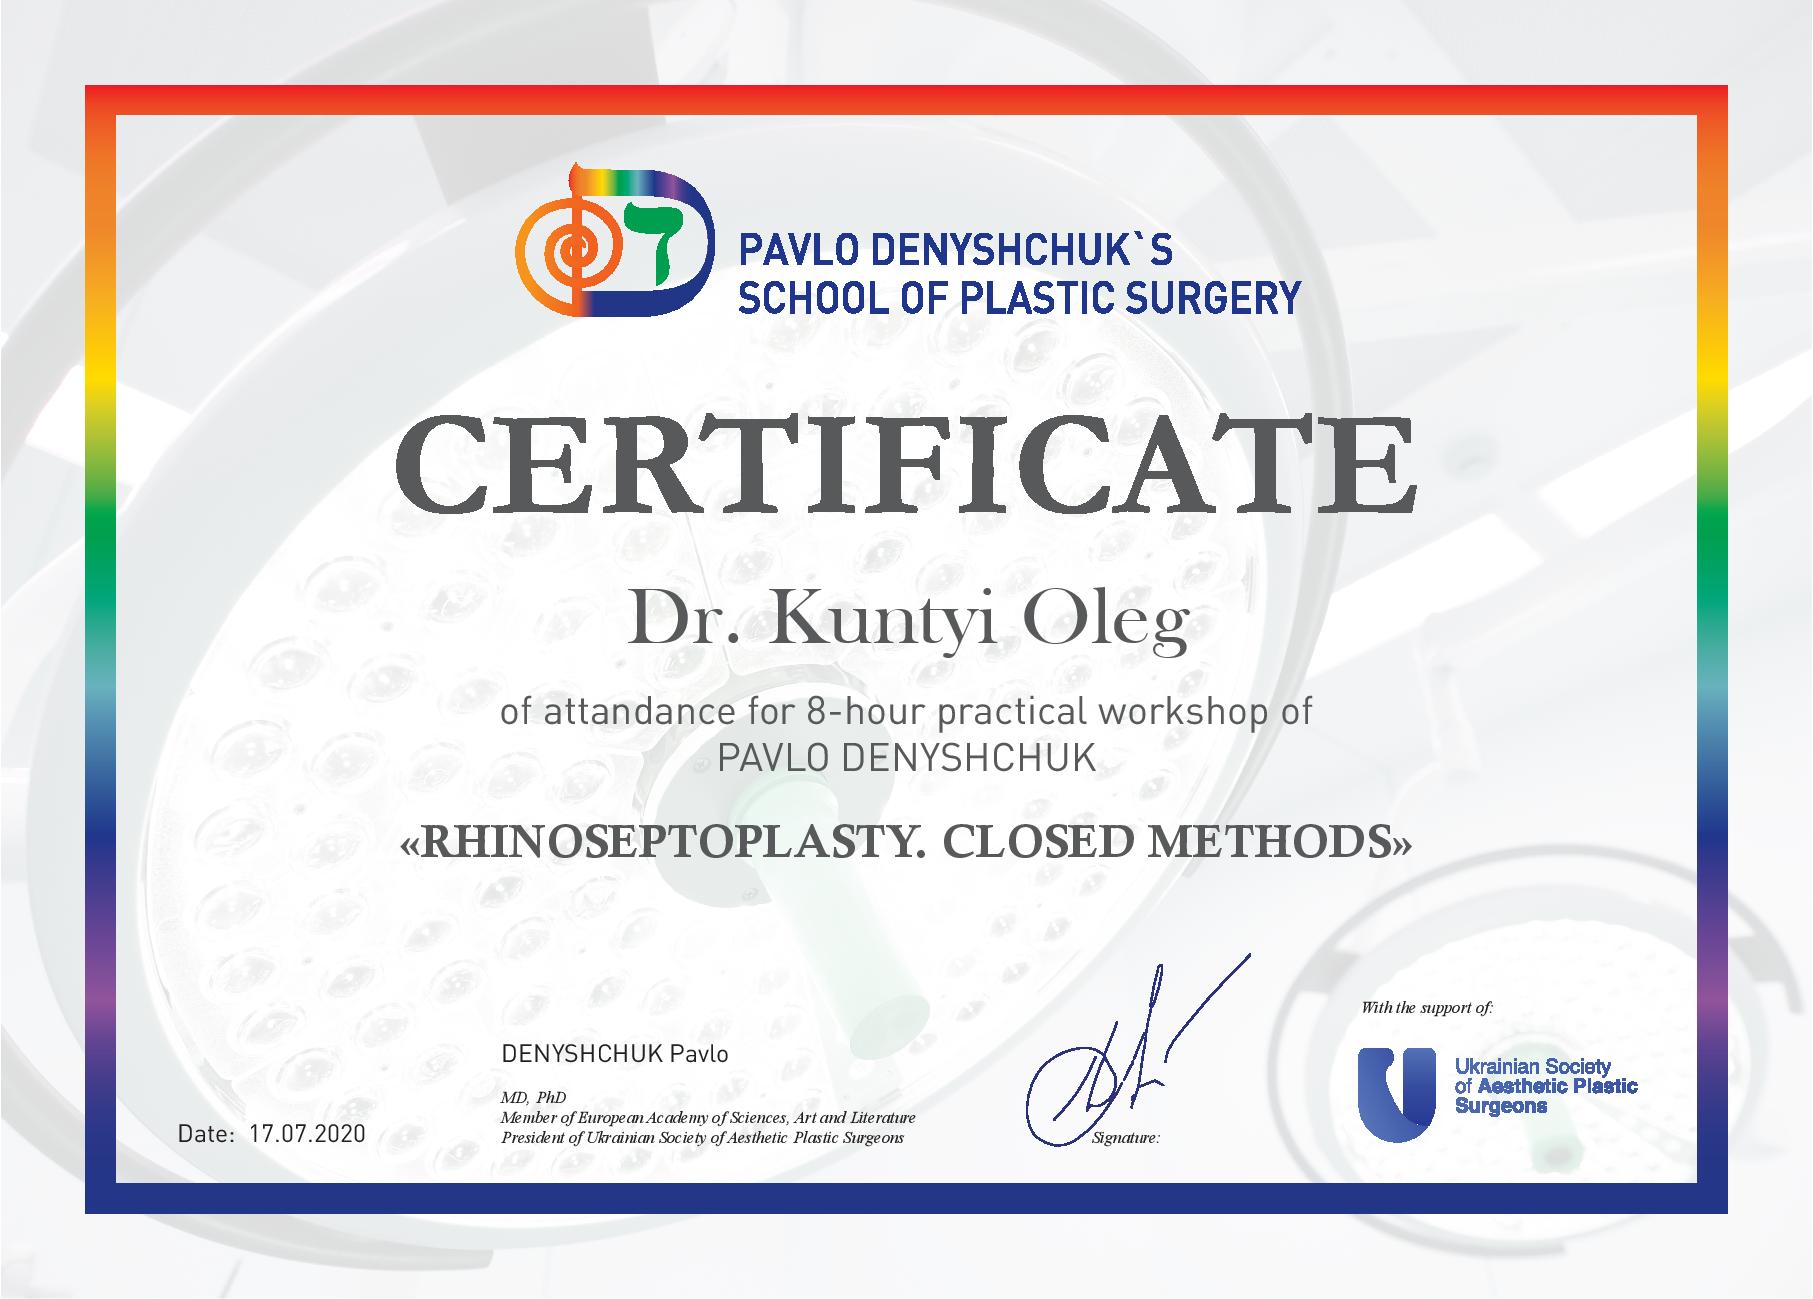 PAVLO DENYSHCHUK`S
SCHOOL OF PLASTIC SURGERY
CERTIFICATE
Dr. Kuntyi Oleg
of attandance for 8-hour practical workshop of
PAVLO DENYSHCHUK
«RHINOSEPTOPLASTY. CLOSED METHODS»
With the support of:
Ukrainian Society
of Aesthetic Plastic
Surgeons
DENYSHCHUK Pavlo
MD, PhD
Member of European Academy of Sciences, Art and Literature
President of Ukrainian Society of Aesthetic Plastic Surgeons
Date: 17.07.2020
Signature: